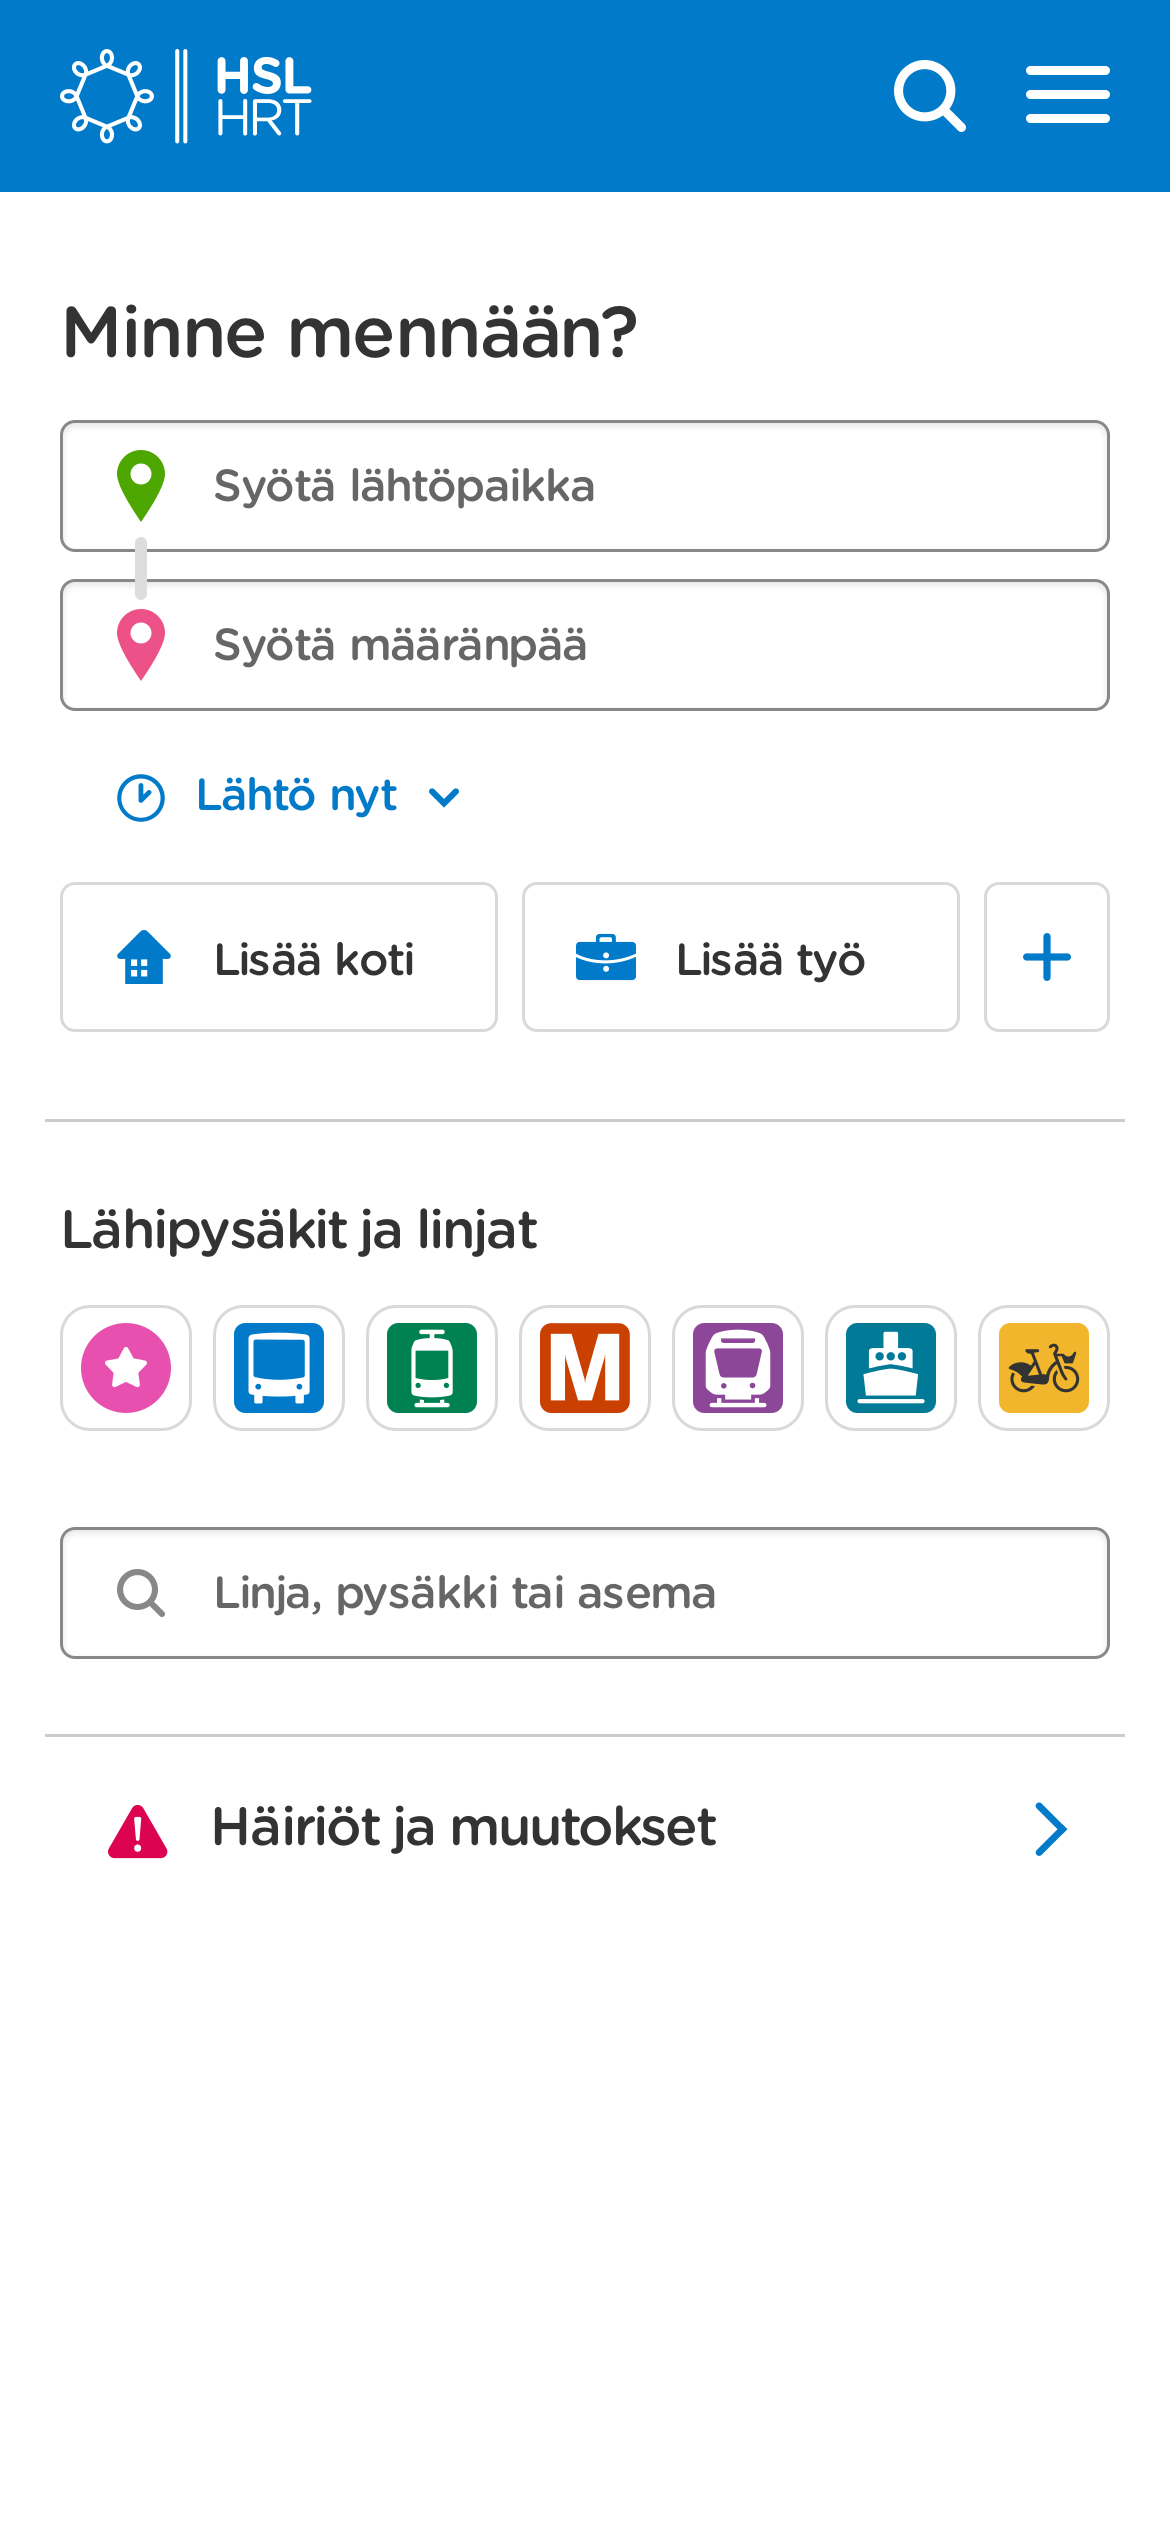 HSL
HRT
Minne mennään?
Syötä lähtöpaikka
Syötä määränpää
Lähtö nyt
Lisää koti
Lisää työ
Lähipysäkit ja linjat
M
Linja, pysäkki tai asema
Häiriöt ja muutokset